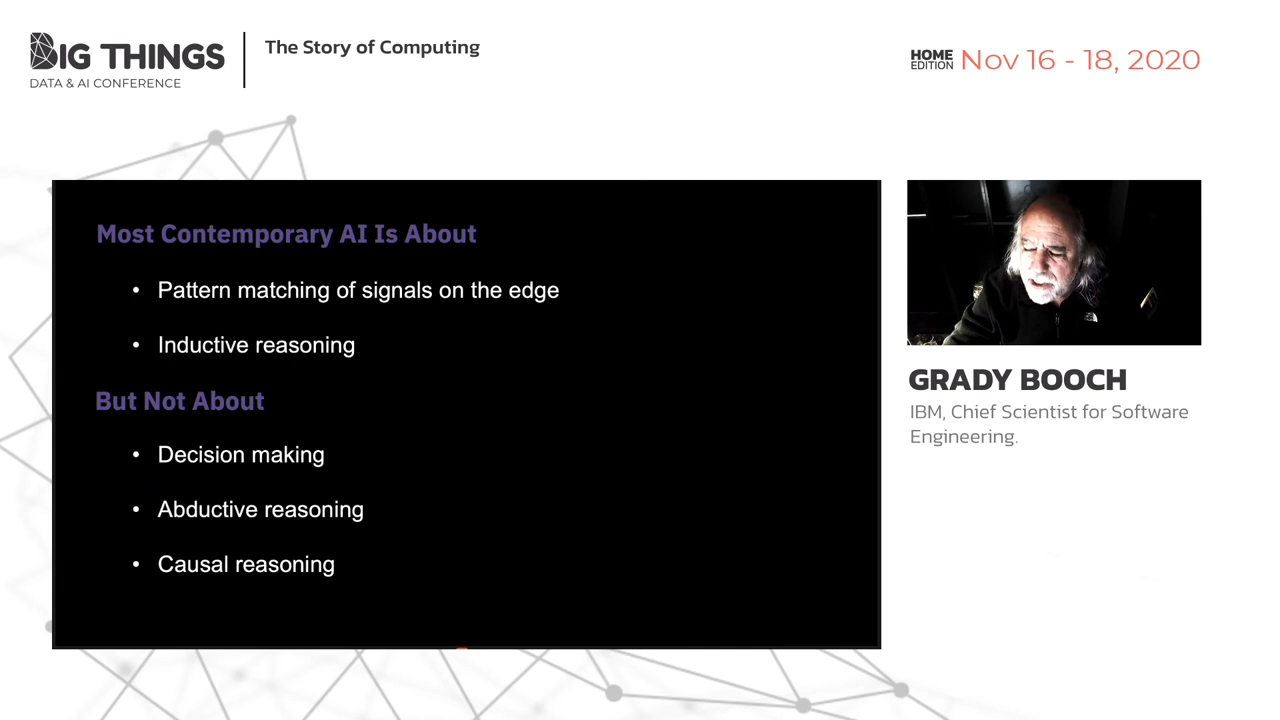 BIG THINGS
DATA & AI CONFERENCE
The Story of Computing
HOME
EDITION
Nov 16 - 18, 2020
Most Contemporary AI Is About
• Pattern matching of signals on the edge
• Inductive reasoning
But Not About
• Decision making
• Abductive reasoning
• Causal reasoning
GRADY BOOCH
IBM, Chief Scientist for Software
Engineering.